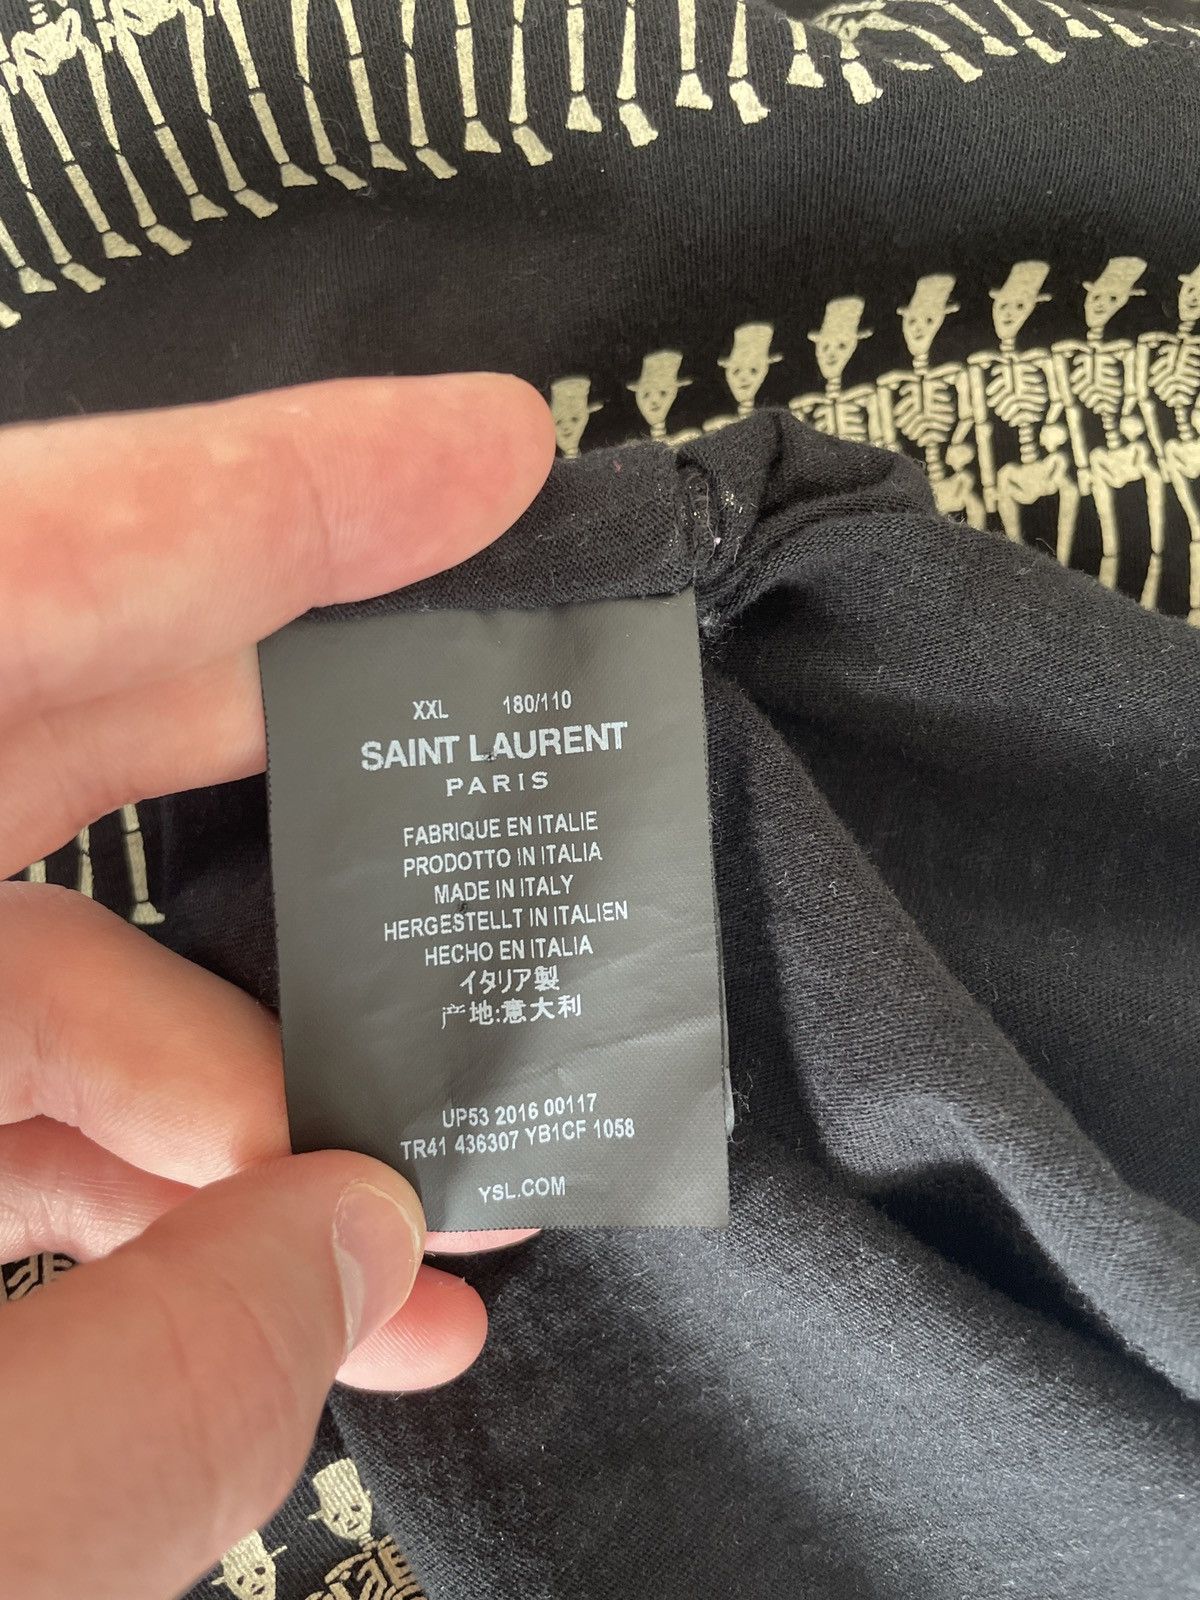 XXL 180/110
SAINT LAURENT
PARIS
FABRIQUE EN ITALIE
PRODOTTO IN ITALIA
MADE IN ITALY
HERGESTELLT IN ITALIEN
HECHO EN ITALIA
イタリア製
产地:意大利
UP53 2016 00117
TR41 436307 YB1CF 1058
YSL.COM